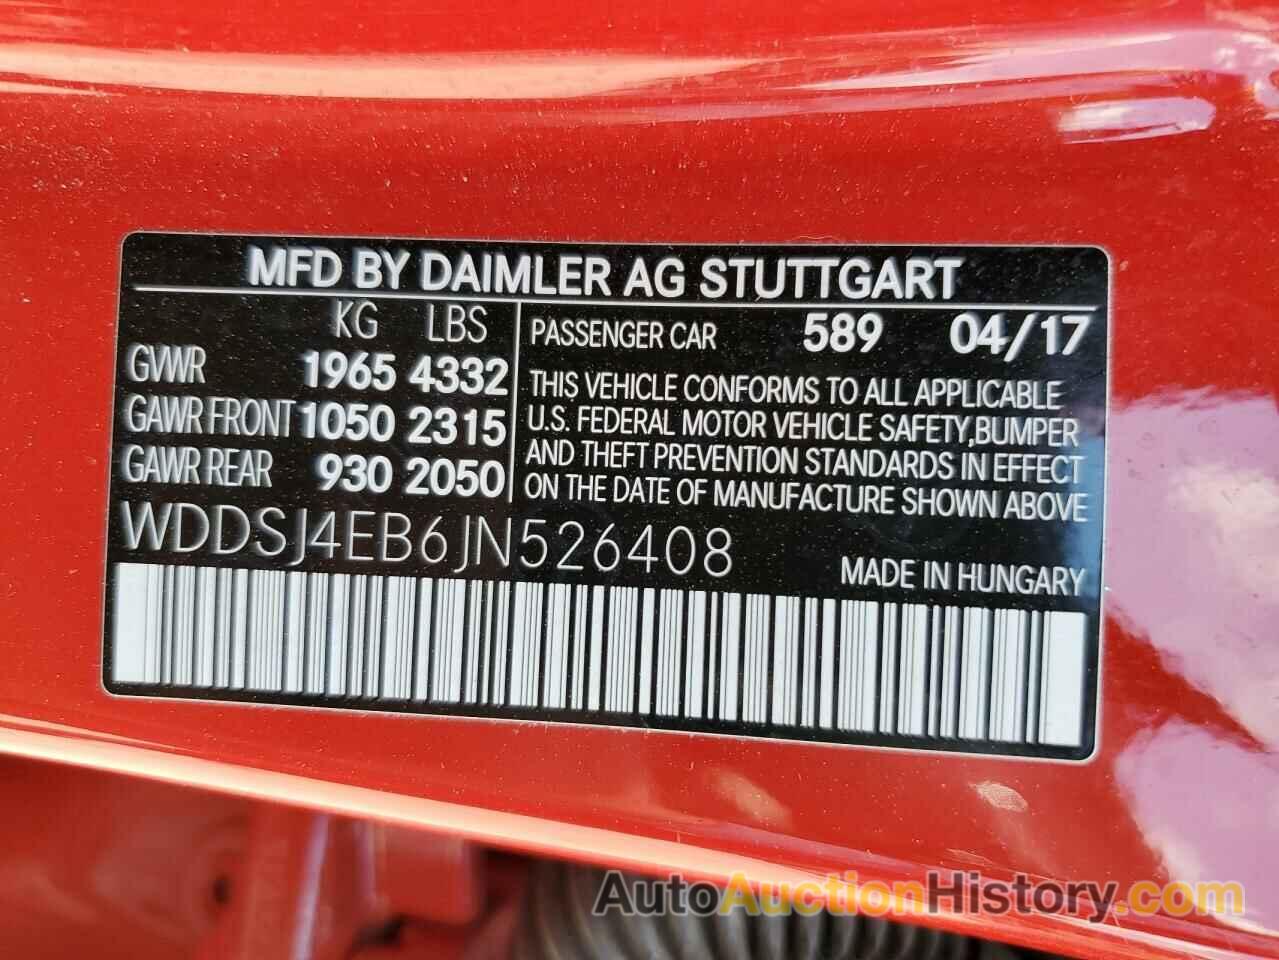 MFD BY DAIMLER AG STUTTGART
KG LBS
GVWR 1965 4332
GAWR FRONT 1050 2315
GAWR REAR 930 2050
PASSENGER CAR 589 04/17
THIS VEHICLE CONFORMS TO ALL APPLICABLE
U.S. FEDERAL MOTOR VEHICLE SAFETY,BUMPER
AND THEFT PREVENTION STANDARDS IN EFFECT
ON THE DATE OF MANUFACTURE SHOWN ABOVE
WDDSJ4EB6JN526408
MADE IN HUNGARY
AutoAuctionHistory.com